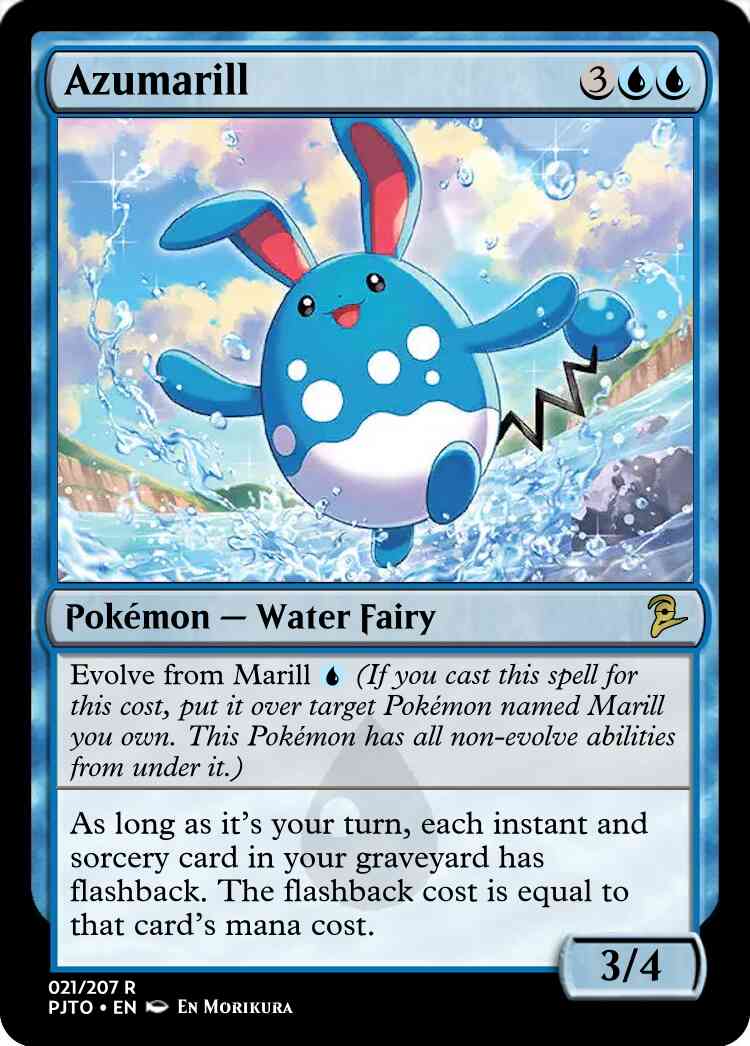 Azumarill 3
Pokémon — Water Fairy
Evolve from Marill (If you cast this spell for
this cost, put it over target Pokémon named Marill
you own. This Pokémon has all non-evolve abilities
from under it.)
As long as it's your turn, each instant and
sorcery card in your graveyard has
flashback. The flashback cost is equal to
that card's mana cost.
3/4
021/207 R
PJTO • EN En Morikura